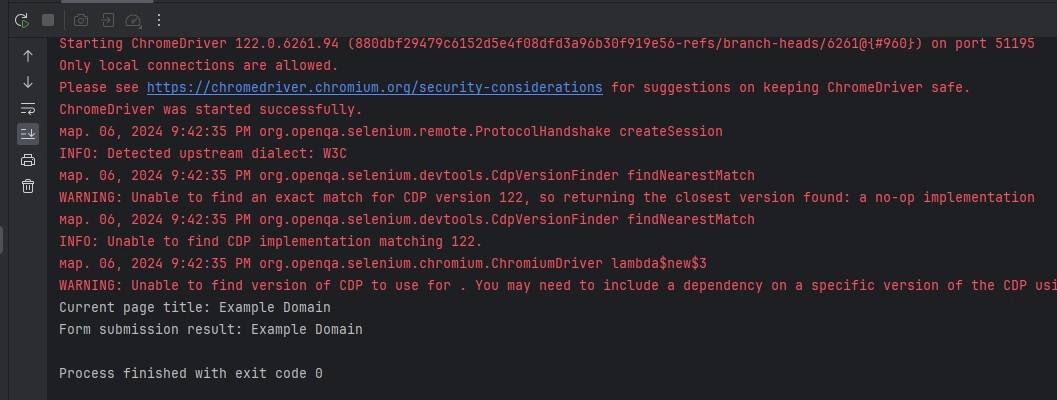 Starting ChromeDriver 122.0.6261.94 (880dbf29479c6152d5e4f08dfd3a96b30f919e56-refs/branch-heads/6261@{#960}) on port 51195
Only local connections are allowed.
Please see https://chromedriver.chromium.org/security-considerations for suggestions on keeping ChromeDriver safe.
ChromeDriver was started successfully.
мар. 06, 2024 9:42:35 PM org.openqa.selenium.remote.ProtocolHandshake createSession
INFO: Detected upstream dialect: W3C
мар. 06, 2024 9:42:35 PM org.openqa.selenium.devtools.CdpVersionFinder findNearestMatch
WARNING: Unable to find an exact match for CDP version 122, so returning the closest version found: a no-op implementation
мар. 06, 2024 9:42:35 PM org.openqa.selenium.devtools.CdpVersionFinder findNearestMatch
INFO: Unable to find CDP implementation matching 122.
мар. 06, 2024 9:42:35 PM org.openqa.selenium.chromium.ChromiumDriver lambda$new$3
WARNING: Unable to find version of CDP to use for . You may need to include a dependency on a specific version of the CDP usi
Current page title: Example Domain
Form submission result: Example Domain
Process finished with exit code 0